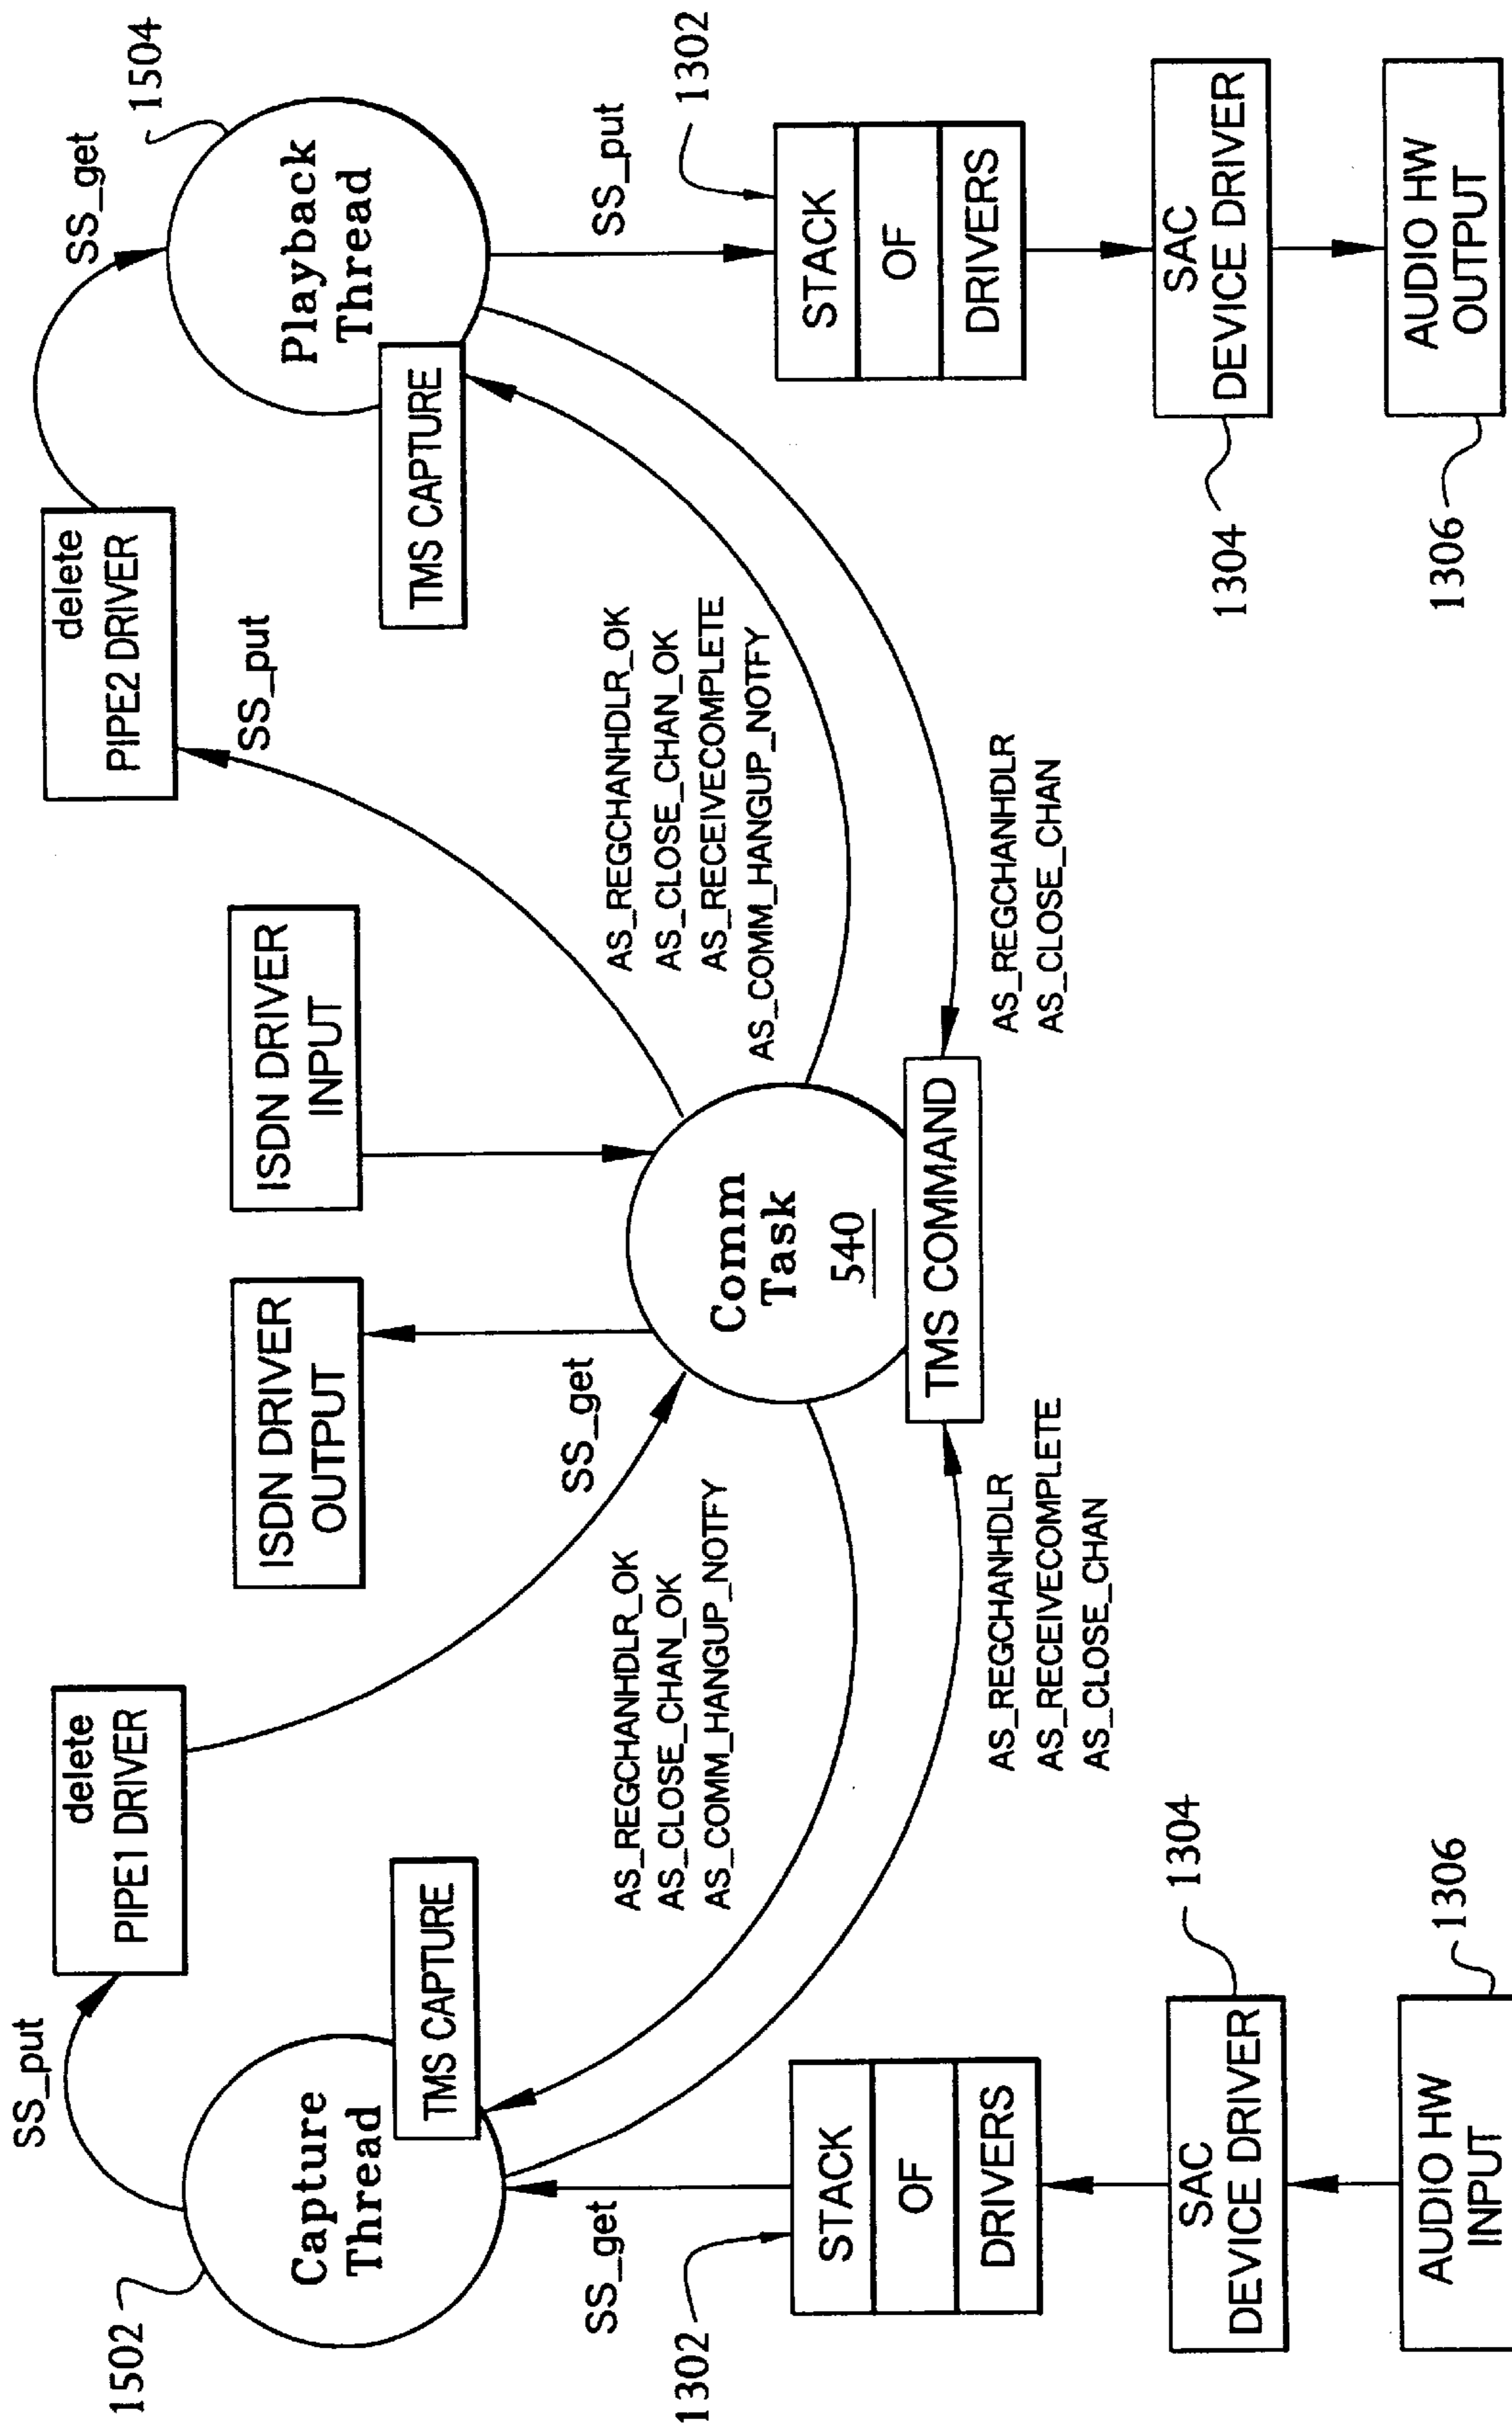 SS_put
delete
PIPE1 DRIVER
ISDN DRIVER
OUTPUT
ISDN DRIVER
INPUT
delete
PIPE2 DRIVER
SS_get
1504
1502
Capture
Thread
TMS CAPTURE
SS_get
SS_put
Playback
Thread
TMS CAPTURE
AS_REGCHANHDLR_OK
AS_CLOSE_CHAN_OK
AS_COMM_HANGUP_NOTFY
Comm
Task
540
TMS COMMAND
AS_REGCHANHDLR_OK
AS_CLOSE_CHAN_OK
AS_RECEIVECOMPLETE
AS_COMM_HANGUP_NOTFY
SS_get
SS_put
1302
1302
STACK
OF
DRIVERS
AS_REGCHANHDLR
AS_RECEIVECOMPLETE
AS_CLOSE_CHAN
AS_REGCHANHDLR
AS_CLOSE_CHAN
STACK
OF
DRIVERS
SAC
DEVICE DRIVER
1304
1304
SAC
DEVICE DRIVER
AUDIO HW
INPUT
1306
1306
AUDIO HW
OUTPUT